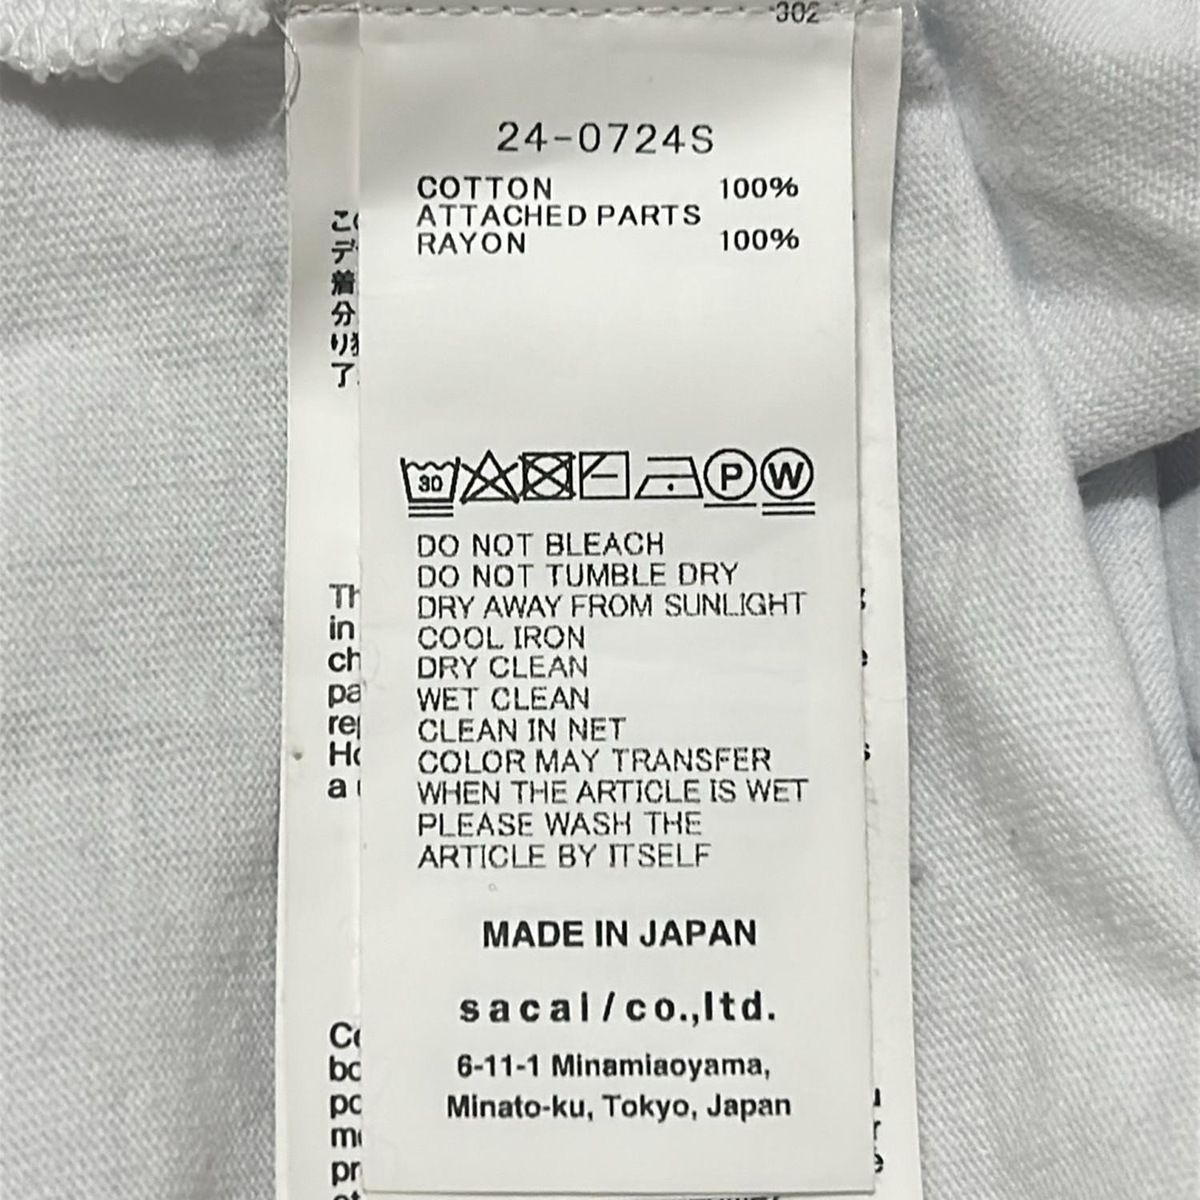 302
24-0724S
COTTON 100%
ATTACHED PARTS
RAYON 100%
30
P
W
DO NOT BLEACH
DO NOT TUMBLE DRY
DRY AWAY FROM SUNLIGHT
COOL IRON
DRY CLEAN
WET CLEAN
CLEAN IN NET
COLOR MAY TRANSFER
WHEN THE ARTICLE IS WET
PLEASE WASH THE
ARTICLE BY ITSELF
MADE IN JAPAN
sacai/co.,ltd.
6-11-1 Minamiaoyama,
Minato-ku, Tokyo, Japan